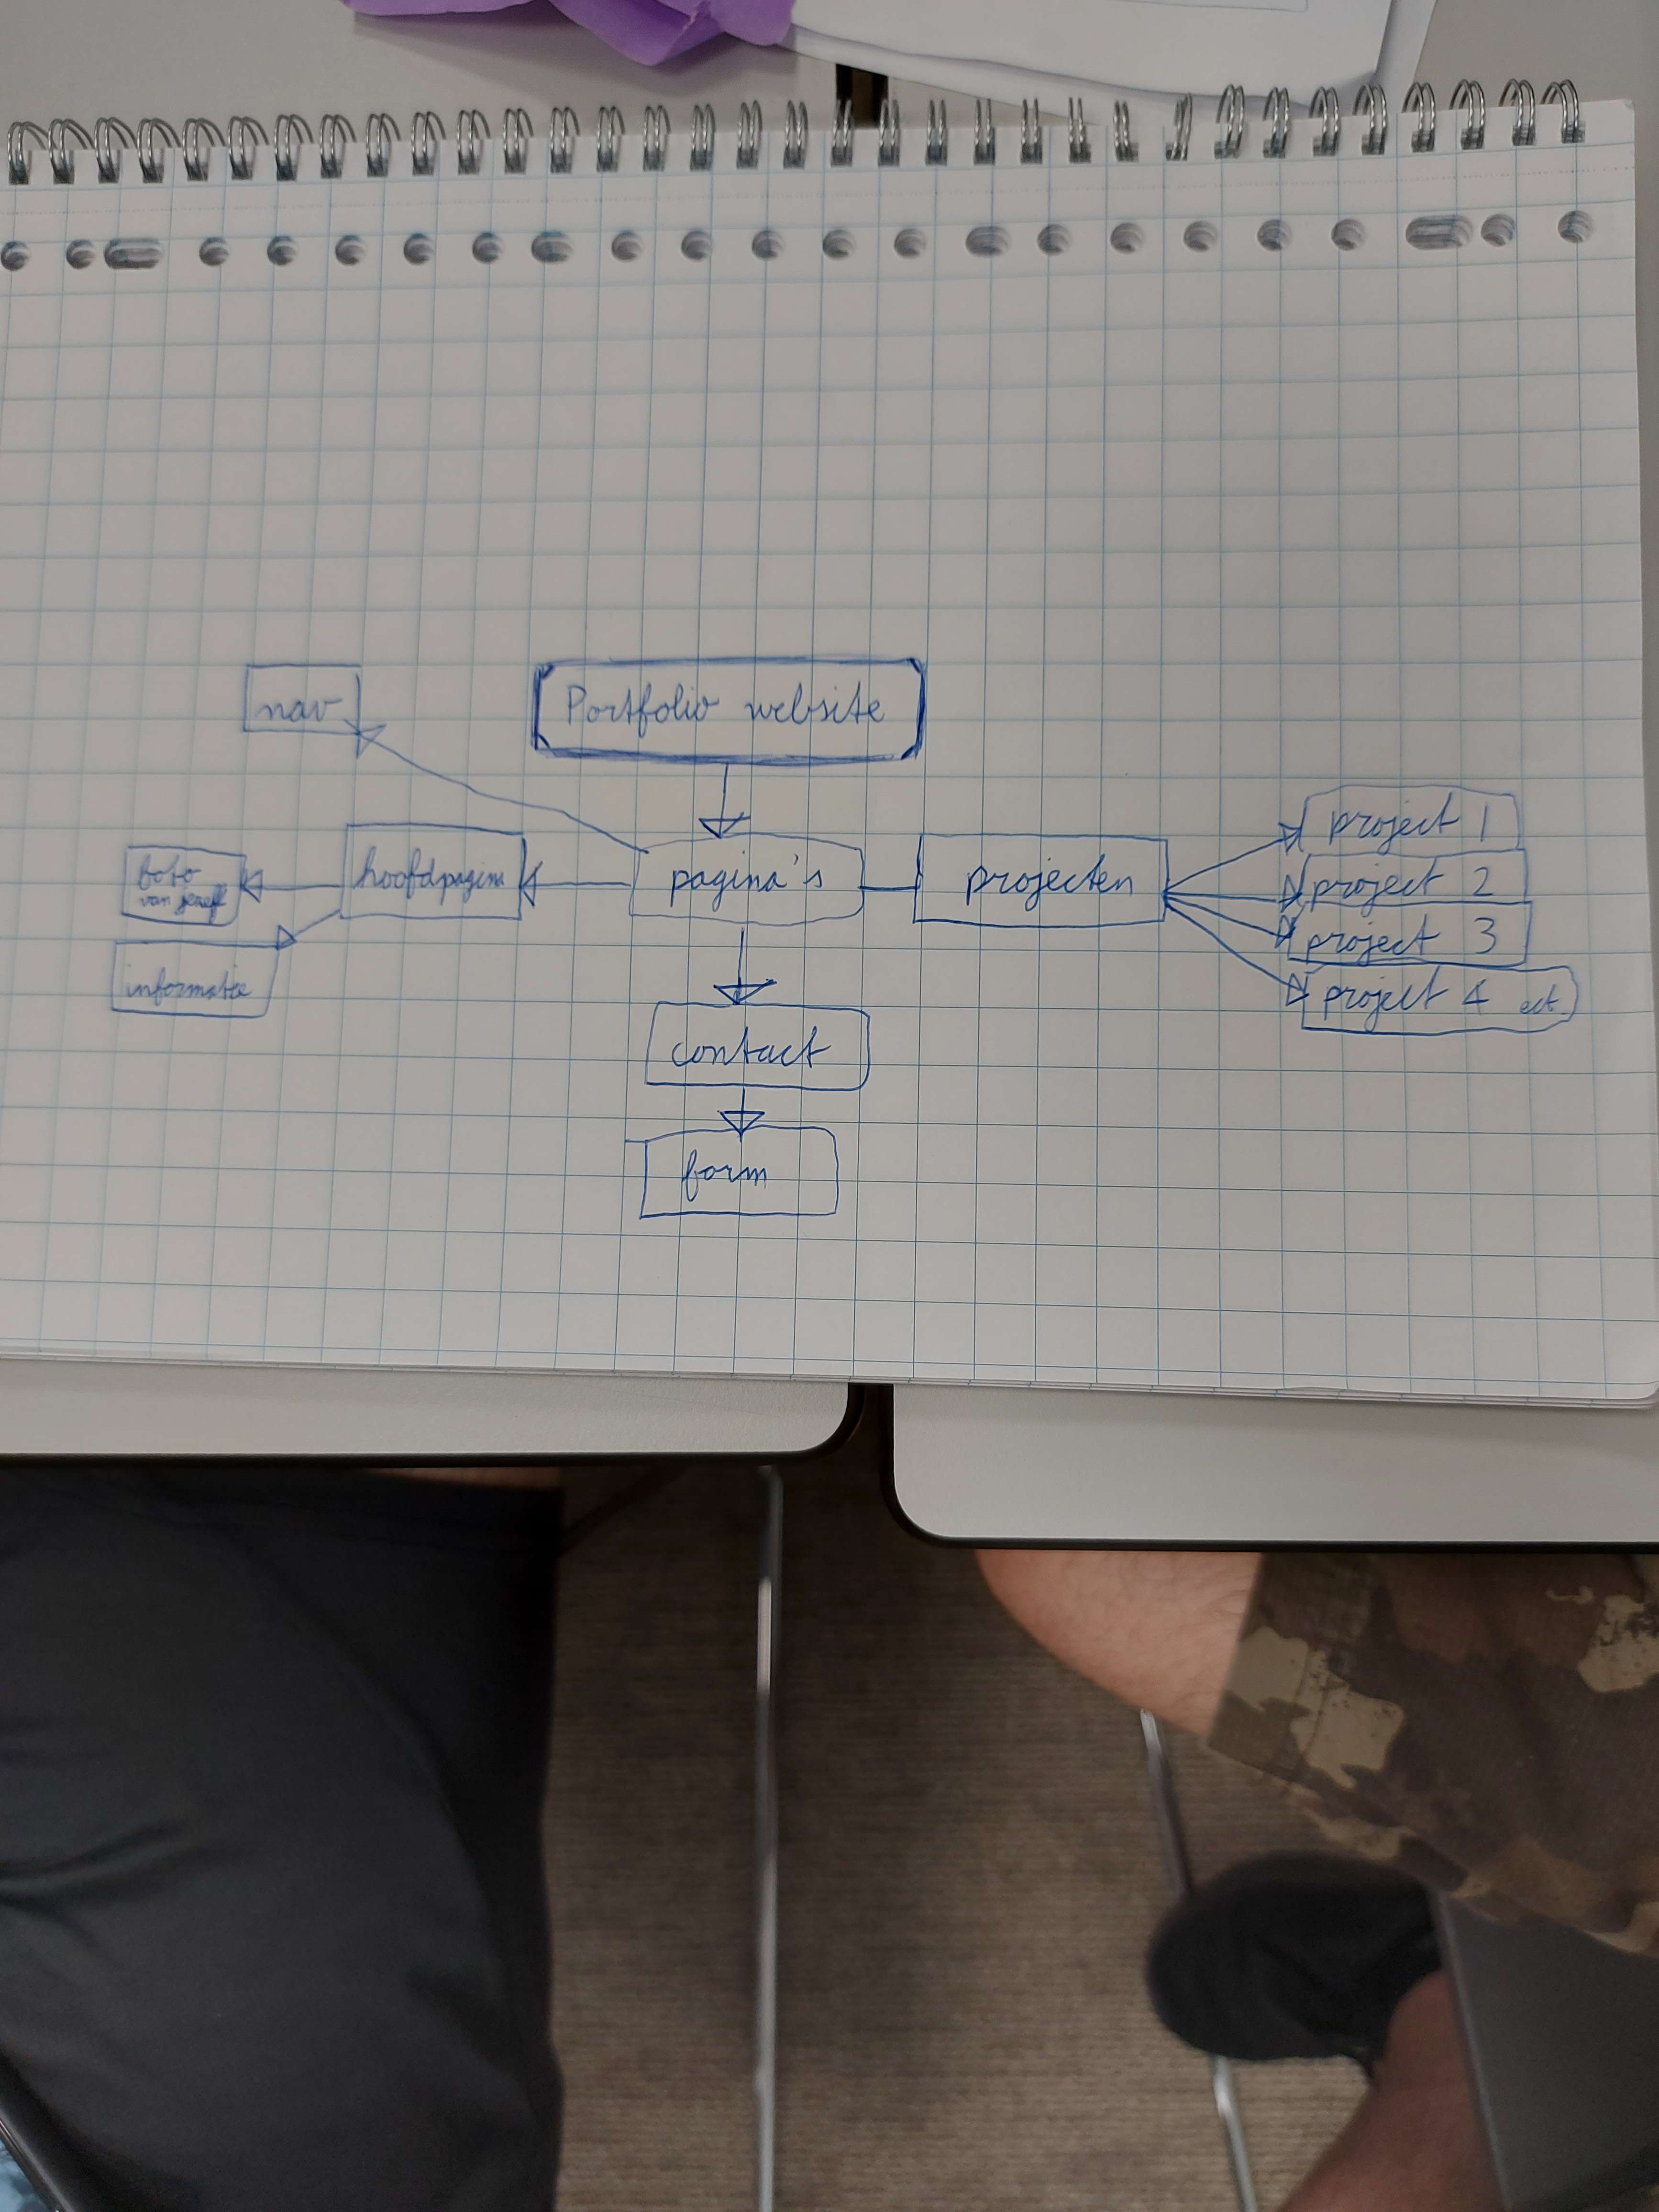 nav
Portfolio website
project 1
foto
van jezelf
hoofdpagina
pagina's
projecten
project 2
project 3
informatie
project 4 ect.
contact
form